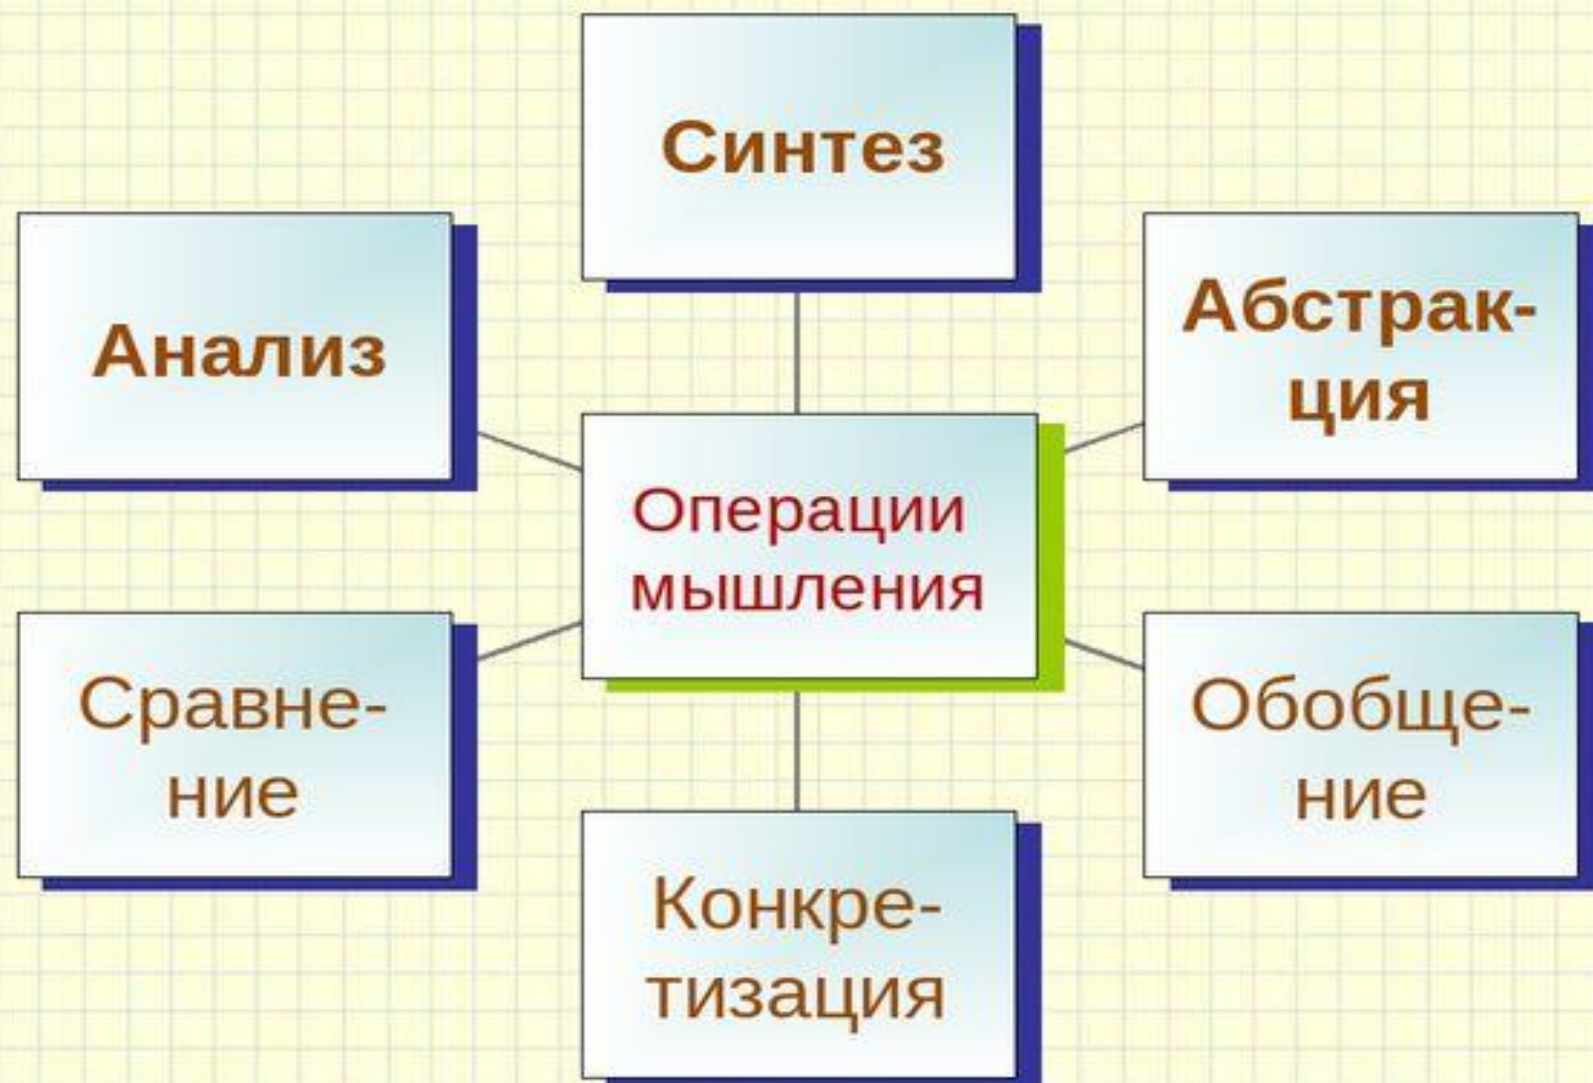 Синтез
Анализ
Абстрак-
ция
Операции
мышления
Сравне-
ние
Обобще-
ние
Конкре-
тизация